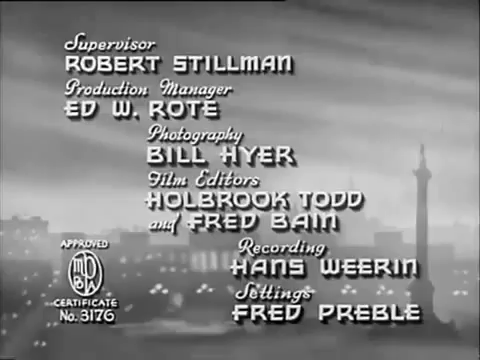 Supervisor
ROBERT STILLMAN
Production Manager
ED W. ROTE
Photography
BILL HYER
Film Editors
HOLBROOK TODD
and FRED BAIN
Recording
HANS WEERIN
Settings
FRED PREBLE
APPROVED
MPPDA
CERTIFICATE
No. 3176